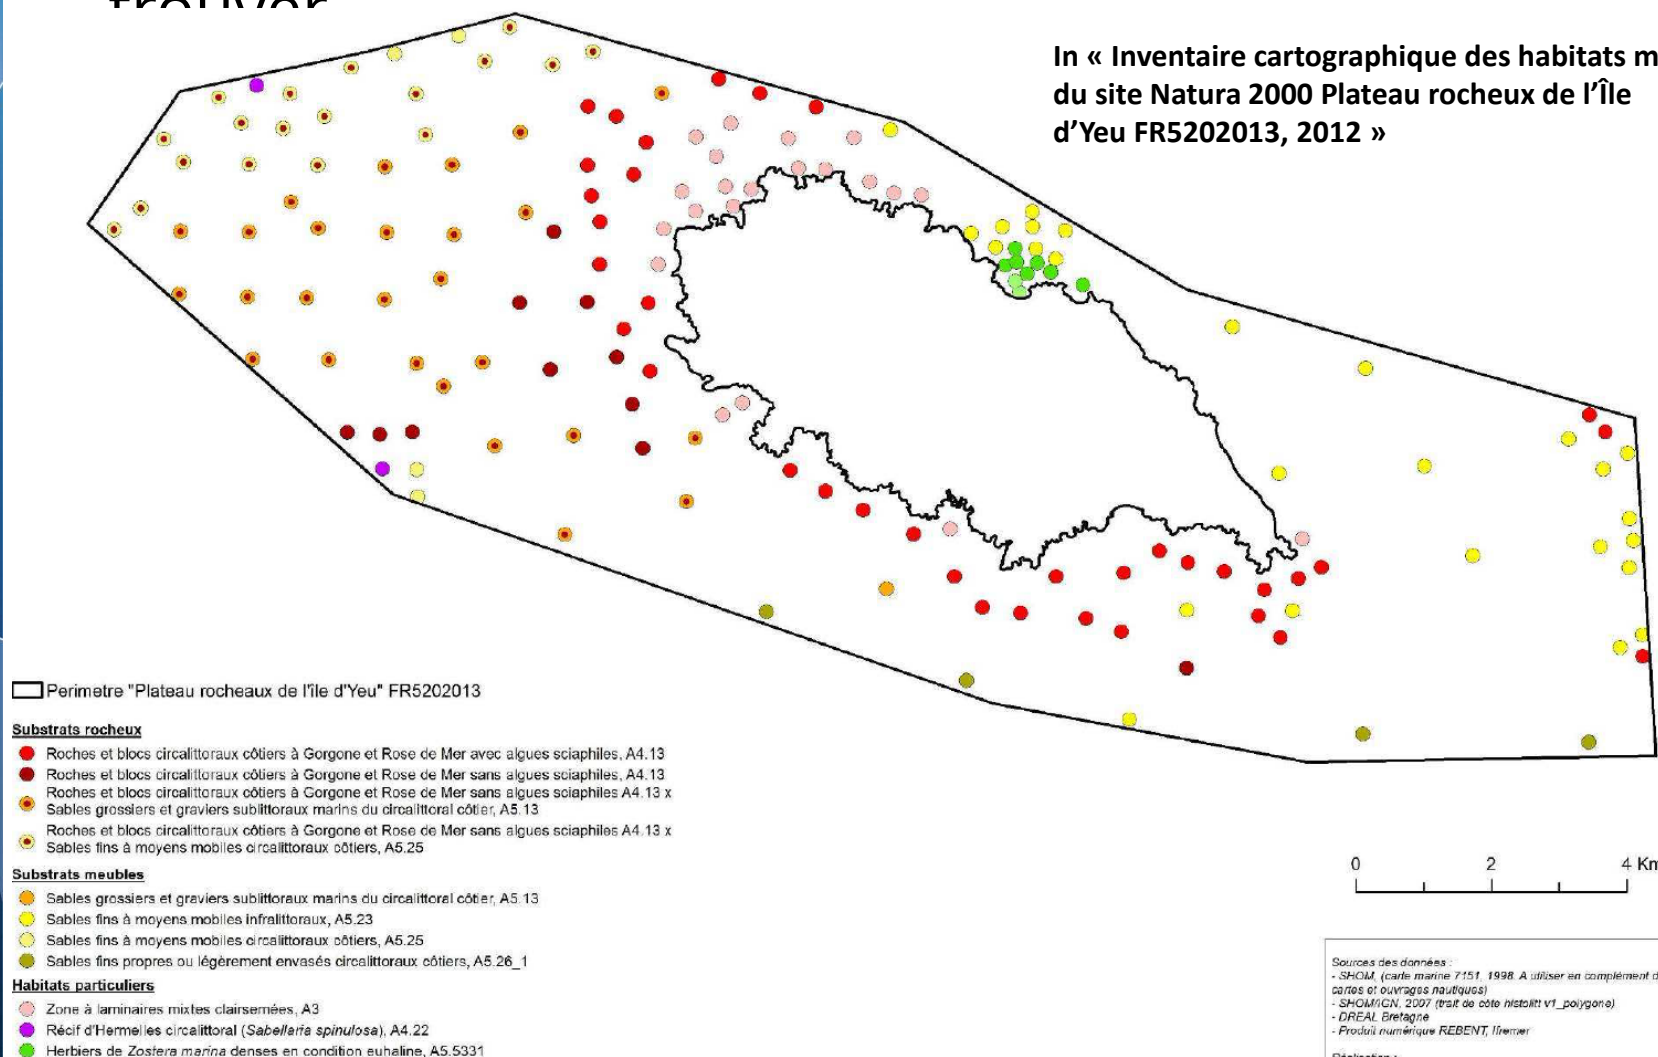 trouver
In « Inventaire cartographique des habitats m
du site Natura 2000 Plateau rocheux de l’Île
d’Yeu FR5202013, 2012 »
Perimetre "Plateau rocheaux de l'île d'Yeu" FR5202013
Substrats rocheux
Roches et blocs circalittoraux côtiers à Gorgone et Rose de Mer avec algues sciaphiles, A4.13
Roches et blocs circalittoraux côtiers à Gorgone et Rose de Mer sans algues sciaphiles, A4.13
Roches et blocs circalittoraux côtiers à Gorgone et Rose de Mer sans algues sciaphiles A4.13 x
Sables grossiers et graviers sublittoraux marins du circalittoral côtier, A5.13
Roches et blocs circalittoraux côtiers à Gorgone et Rose de Mer sans algues sciaphiles A4.13 x
Sables fins à moyens mobiles circalittoraux côtiers, A5.25
Substrats meubles
Sables grossiers et graviers sublittoraux marins du circalittoral côtier, A5.13
Sables fins à moyens mobiles infralittoraux, A5.23
Sables fins à moyens mobiles circalittoraux côtiers, A5.25
Sables fins propres ou légèrement envasés circalittoraux côtiers, A5.26_1
Habitats particuliers
Zone à laminaires mixtes clairsemées, A3
Récif d'Hermelles circalittoral (Sabellaria spinulosa), A4.22
Herbiers de Zostera marina denses en condition euhaline, A5.5331
0 2 4 Km
Sources des données :
- SHOM, (carte marine 7151, 1998. A utiliser en complément d
cartes et ouvrages nautiques)
- SHOM/IGN, 2007 (trait de côte histolitt v1_polygone)
- DREAL Bretagne
- Produit numérique REBENT, Ifremer
Réalisation :